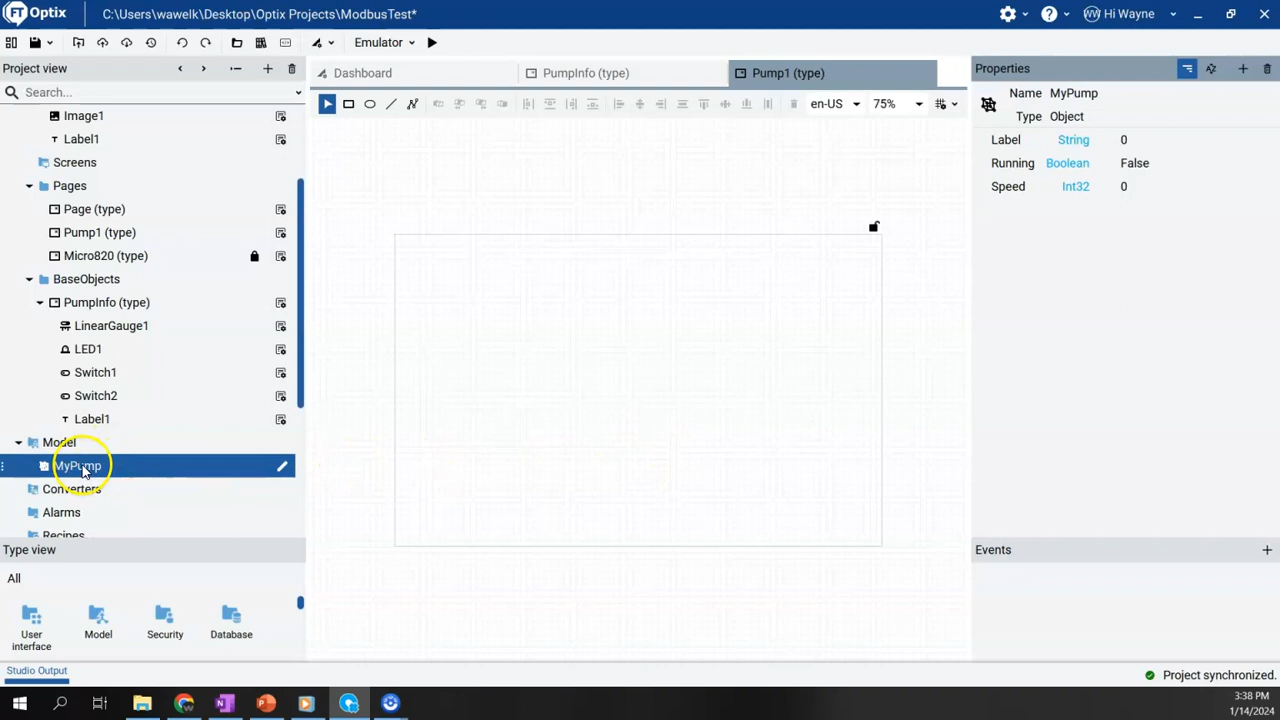 FT Optix C:\Users\wawelk\Desktop\Optix Projects\ModbusTest* WW Hi Wayne
Emulator
Project view
Search...
Image1
Label1
Screens
Pages
Page (type)
Pump1 (type)
Micro820 (type)
BaseObjects
PumpInfo (type)
LinearGauge1
LED1
Switch1
Switch2
Label1
Model
MyPump
Converters
Alarms
Recipes
Type view
All
User interface
Model
Security
Database
Studio Output
Dashboard
PumpInfo (type)
Pump1 (type)
en-US
75%
Properties
Name MyPump
Type Object
Label String 0
Running Boolean False
Speed Int32 0
Events
Project synchronized.
3:38 PM
1/14/2024